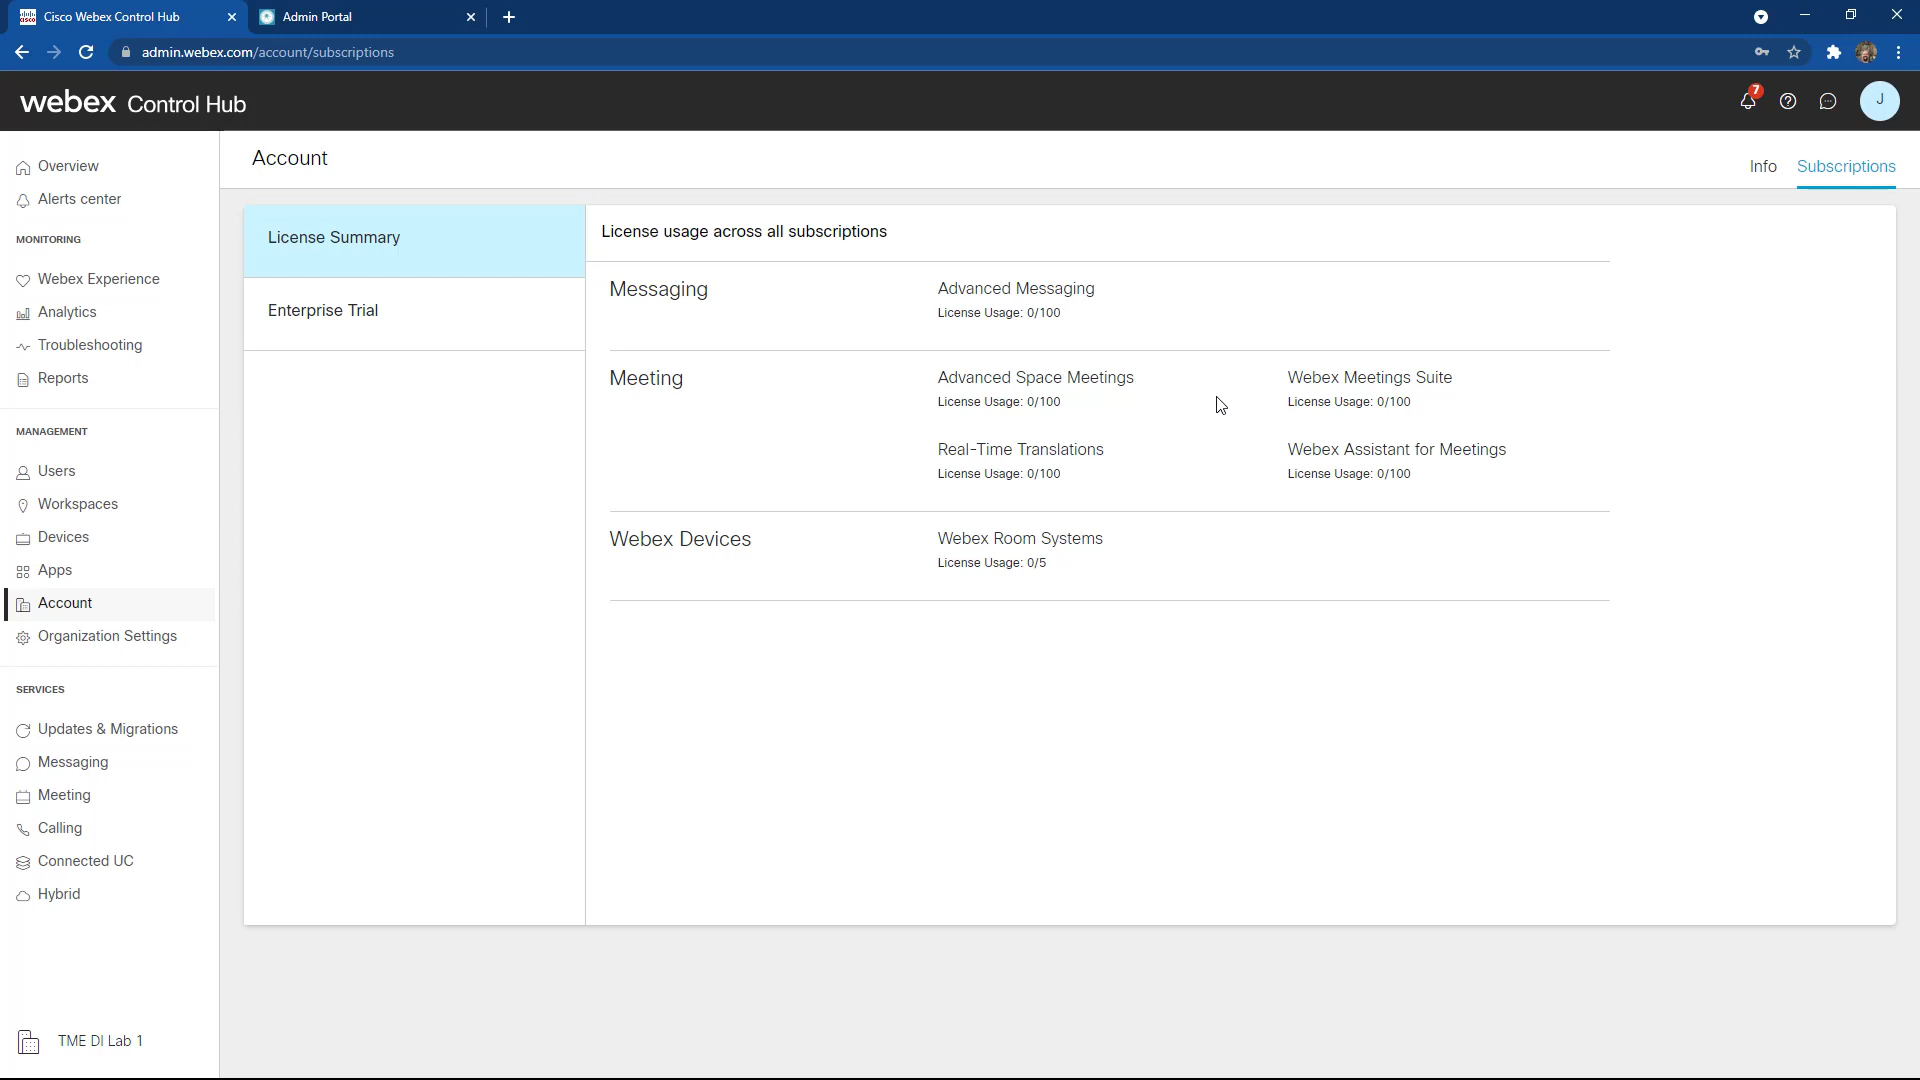 Cisco Webex Control Hub
Admin Portal
admin.webex.com/account/subscriptions
webex Control Hub
7
J
Overview
Alerts center
MONITORING
Webex Experience
Analytics
Troubleshooting
Reports
MANAGEMENT
Users
Workspaces
Devices
Apps
Account
Organization Settings
SERVICES
Updates & Migrations
Messaging
Meeting
Calling
Connected UC
Hybrid
TME DI Lab 1
Account
Info
Subscriptions
License Summary
Enterprise Trial
License usage across all subscriptions
Messaging
Advanced Messaging
License Usage: 0/100
Meeting
Advanced Space Meetings
License Usage: 0/100
Webex Meetings Suite
License Usage: 0/100
Real-Time Translations
License Usage: 0/100
Webex Assistant for Meetings
License Usage: 0/100
Webex Devices
Webex Room Systems
License Usage: 0/5